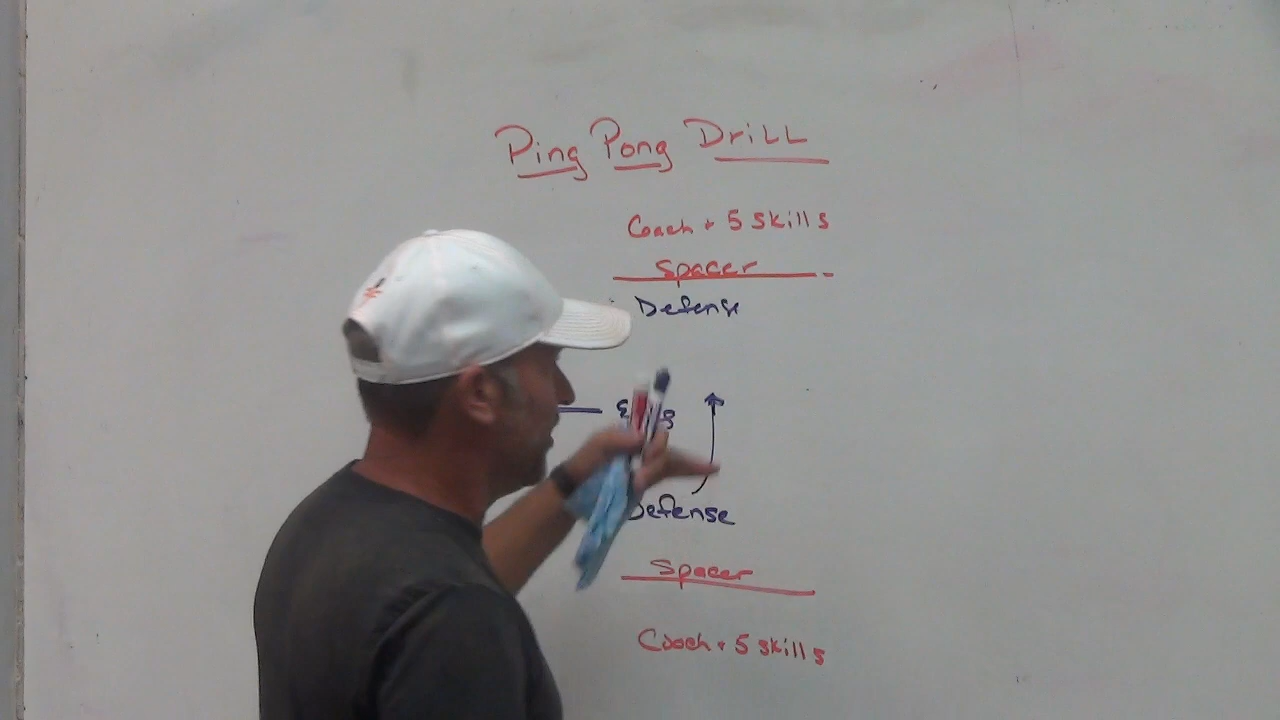 Ping Pong Drill
Coach + 5 skills
Spacer
Defense
Defense
Spacer
Coach + 5 skills